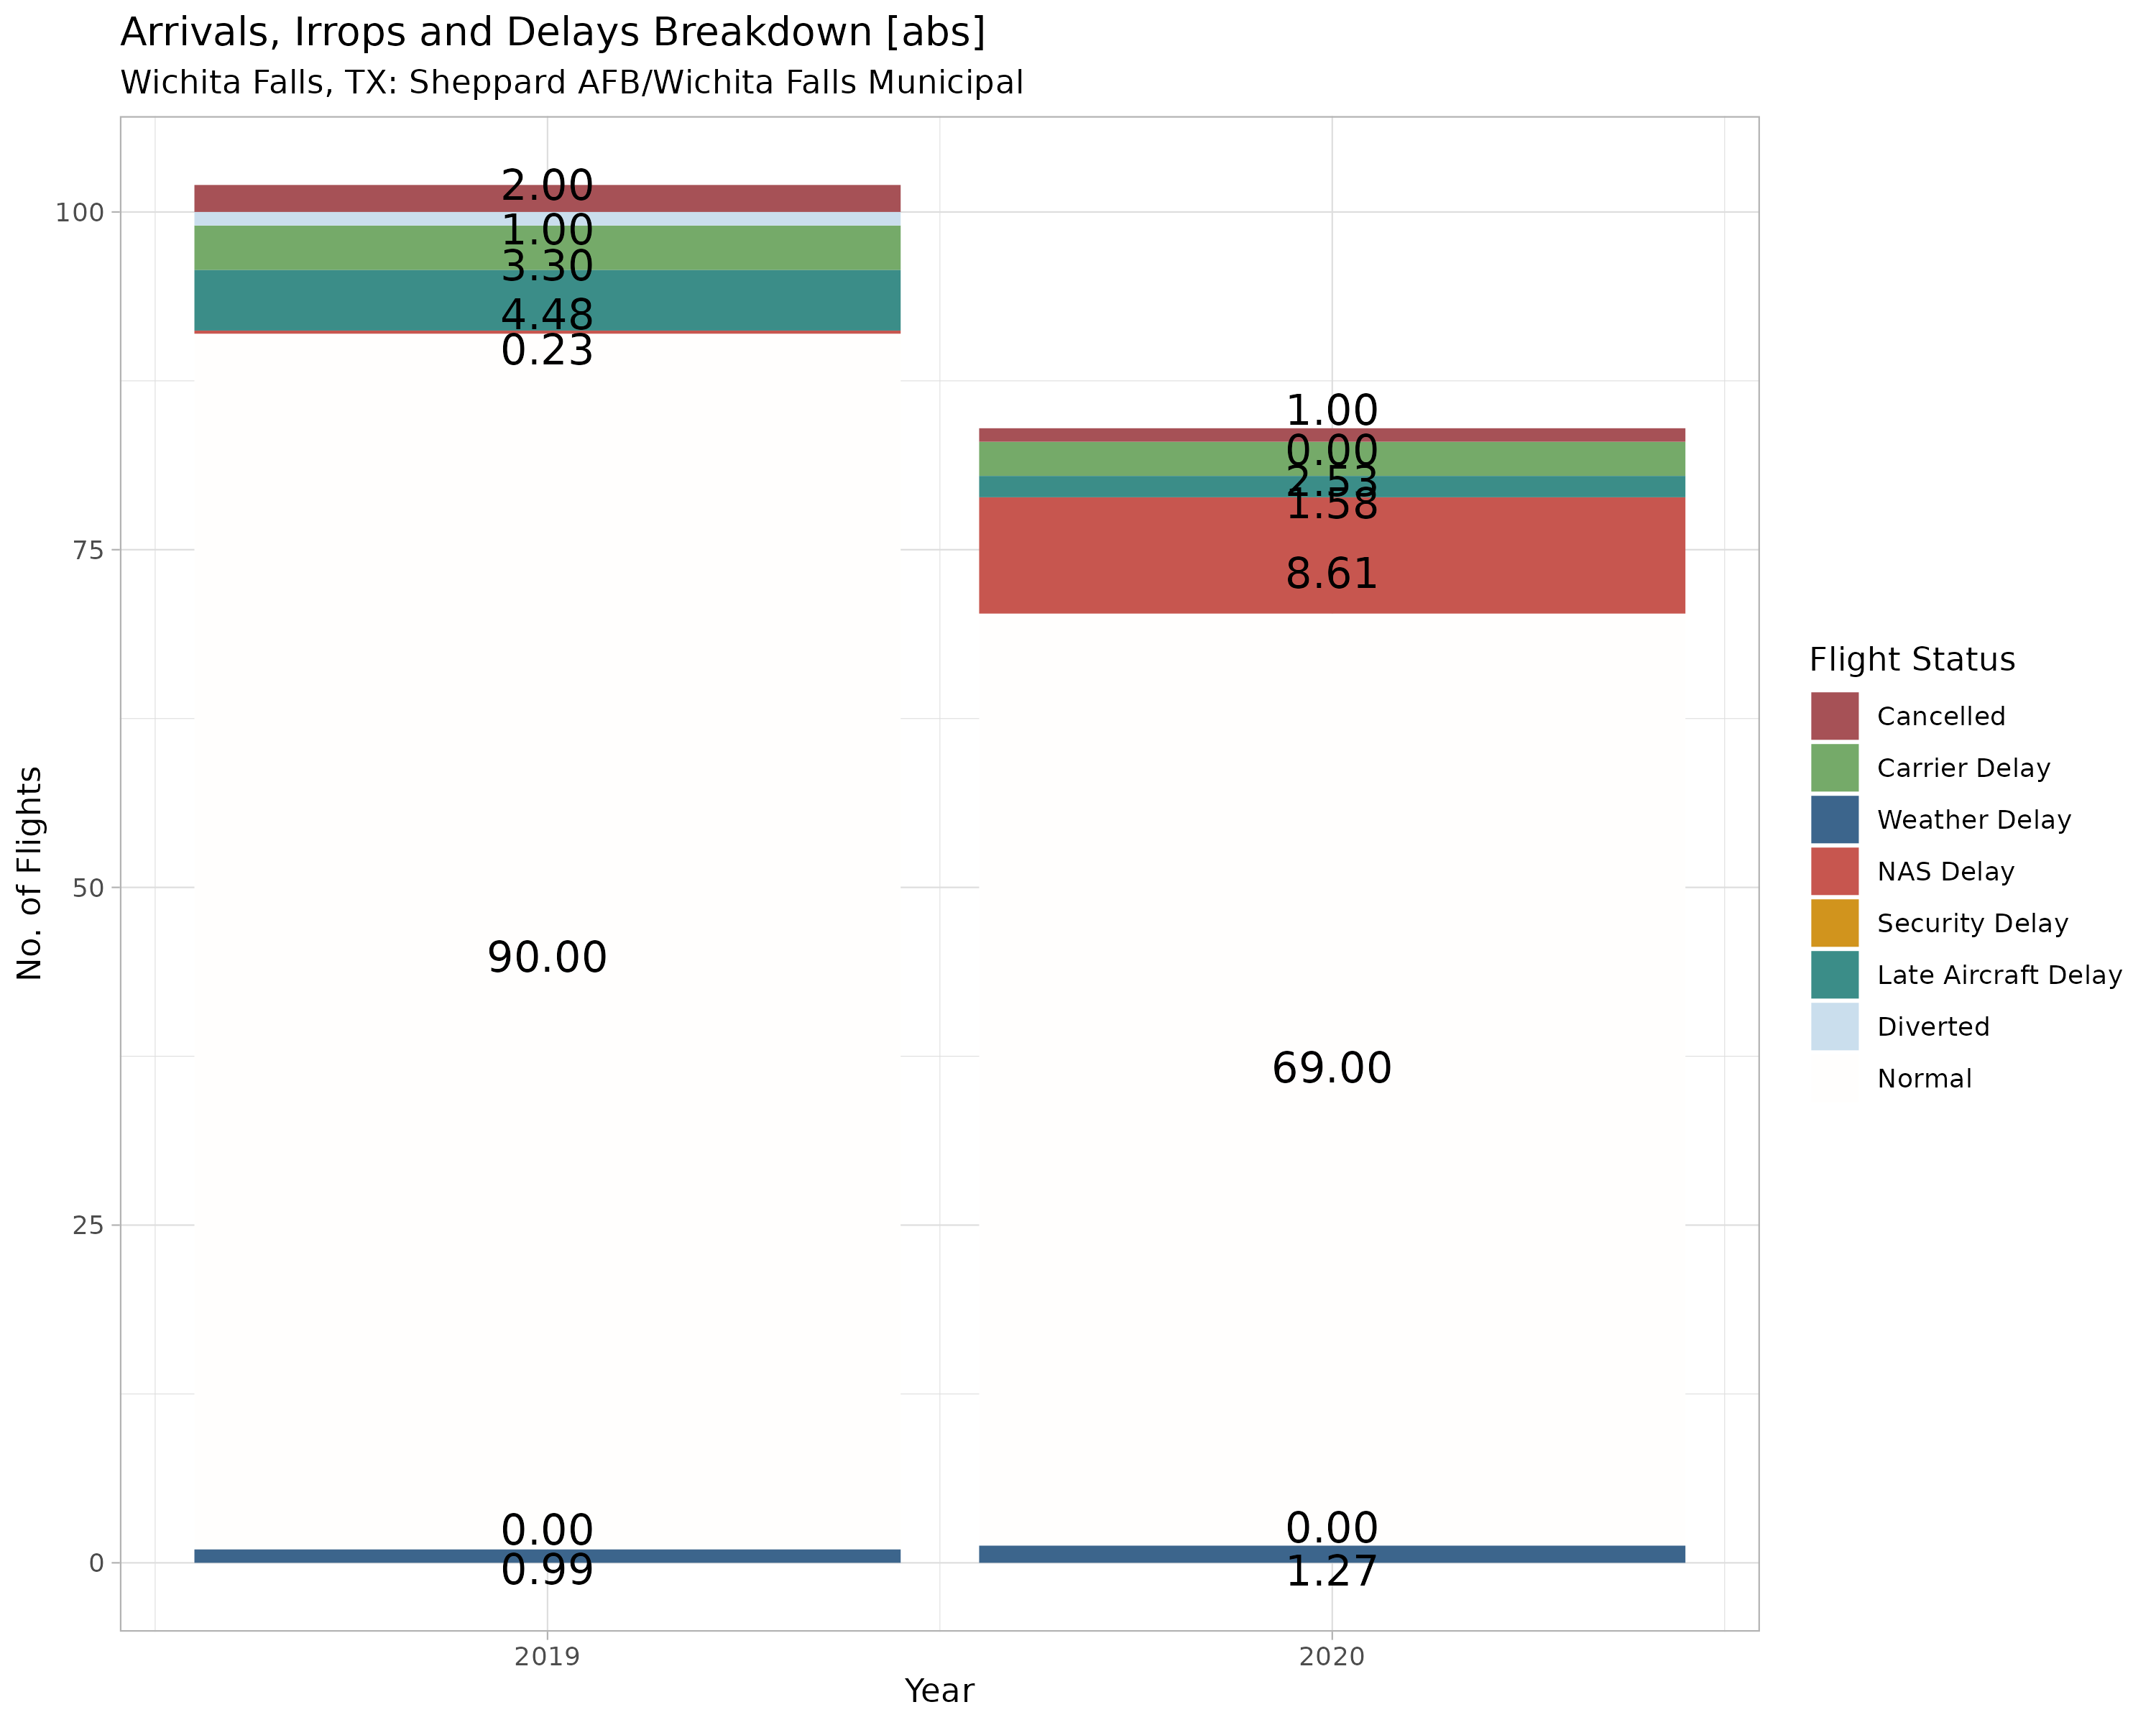 Arrivals, Irrops and Delays Breakdown [abs]
Wichita Falls, TX: Sheppard AFB/Wichita Falls Municipal
No. of Flights
100
75
50
25
0
2.00
1.00
3.30
4.48
0.23
90.00
0.00
0.99
1.00
0.00
2.53
1.58
8.61
69.00
0.00
1.27
2019
2020
Year
Flight Status
Cancelled
Carrier Delay
Weather Delay
NAS Delay
Security Delay
Late Aircraft Delay
Diverted
Normal